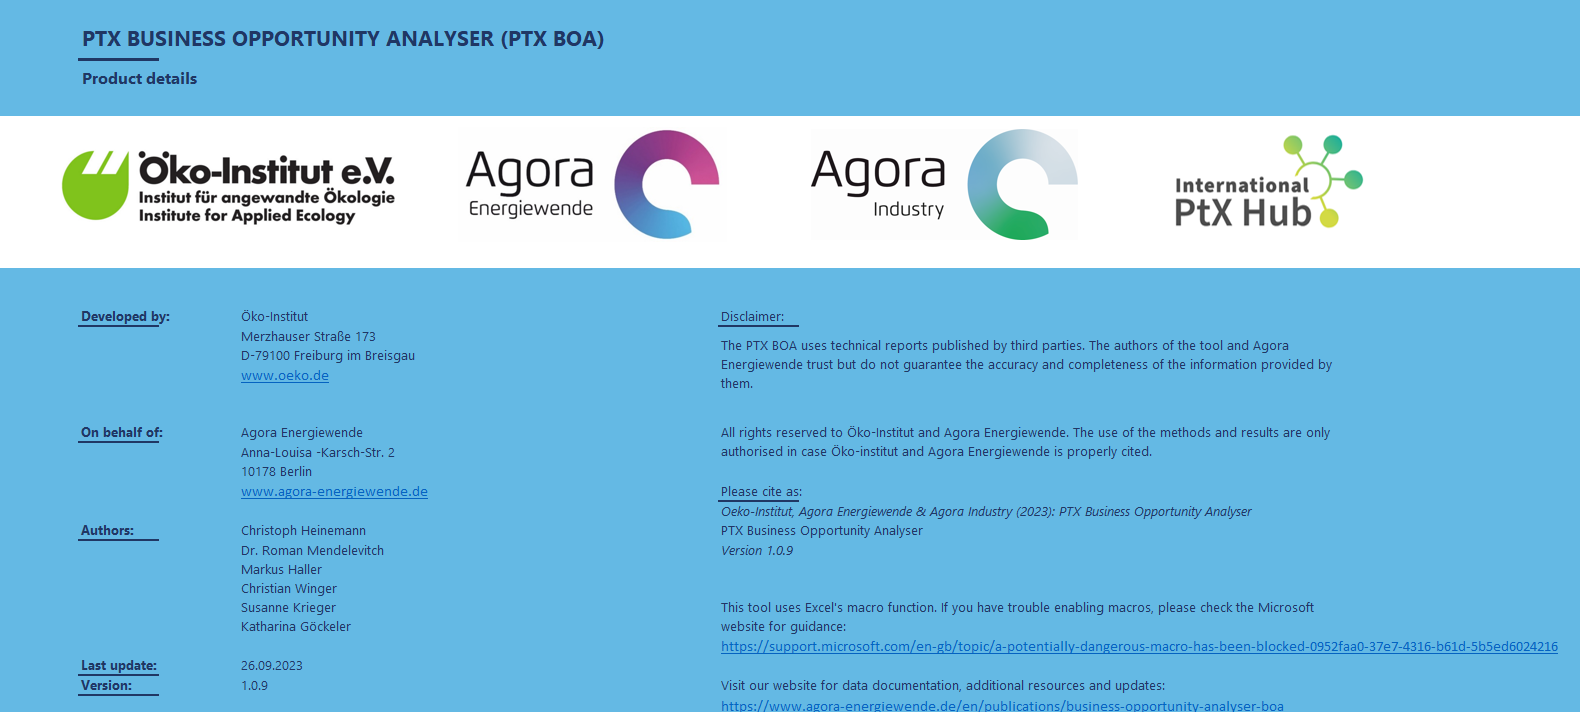 PTX BUSINESS OPPORTUNITY ANALYSER (PTX BOA)
Product details
Öko-Institut e.V.
Institut für angewandte Ökologie
Institute for Applied Ecology
Agora
Energiewende
Agora
Industry
International
PtX Hub
Developed by:
Öko-Institut
Merzhauser Straße 173
D-79100 Freiburg im Breisgau
www.oeko.de
On behalf of:
Agora Energiewende
Anna-Louisa -Karsch-Str. 2
10178 Berlin
www.agora-energiewende.de
Authors:
Christoph Heinemann
Dr. Roman Mendelevitch
Markus Haller
Christian Winger
Susanne Krieger
Katharina Göckeler
Last update:
26.09.2023
Version:
1.0.9
Disclaimer:
The PTX BOA uses technical reports published by third parties. The authors of the tool and Agora
Energiewende trust but do not guarantee the accuracy and completeness of the information provided by
them.
All rights reserved to Öko-Institut and Agora Energiewende. The use of the methods and results are only
authorised in case Öko-institut and Agora Energiewende is properly cited.
Please cite as:
Oeko-Institut, Agora Energiewende & Agora Industry (2023): PTX Business Opportunity Analyser
PTX Business Opportunity Analyser
Version 1.0.9
This tool uses Excel's macro function. If you have trouble enabling macros, please check the Microsoft
website for guidance:
https://support.microsoft.com/en-gb/topic/a-potentially-dangerous-macro-has-been-blocked-0952faa0-37e7-4316-b61d-5b5ed6024216
Visit our website for data documentation, additional resources and updates:
https://www.agora-energiewende.de/en/publications/business-opportunity-analyser-boa